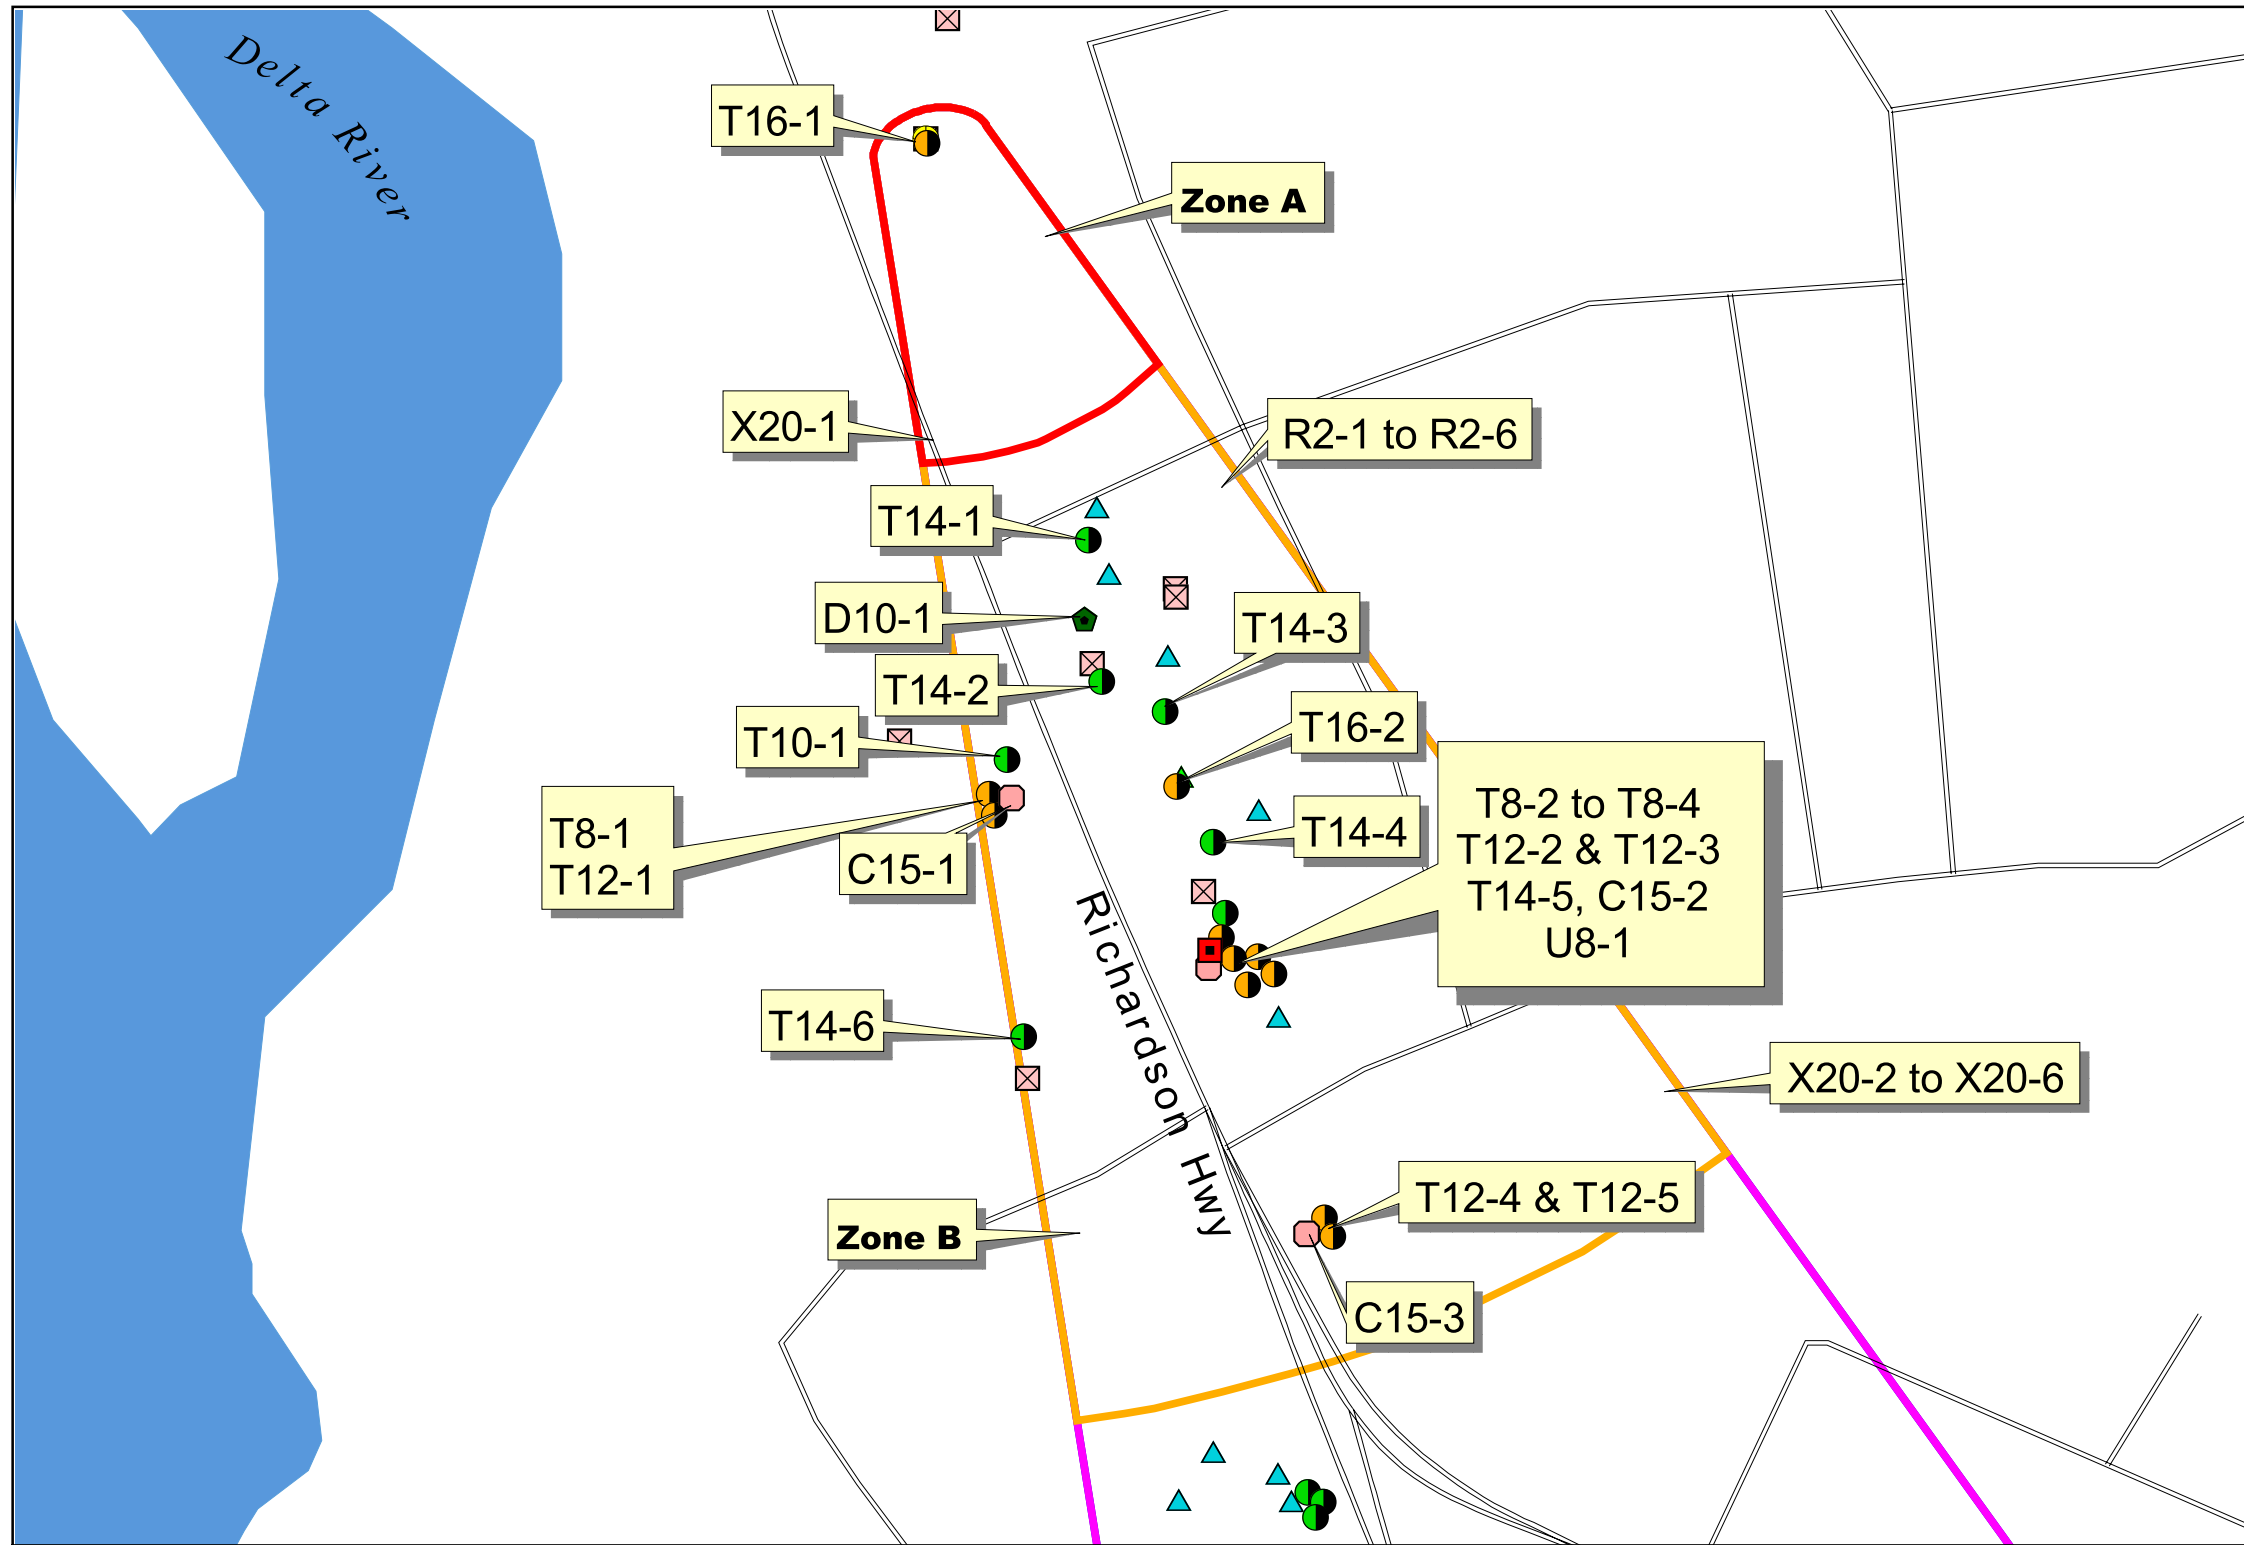 Delta River
T16-1
Zone A
X20-1
R2-1 to R2-6
T14-1
D10-1
T14-3
T14-2
T16-2
T10-1
T8-2 to T8-4
T12-2 & T12-3
T14-5, C15-2
U8-1
T8-1
T12-1
T14-4
C15-1
Richardson Hwy
T14-6
X20-2 to X20-6
T12-4 & T12-5
Zone B
C15-3